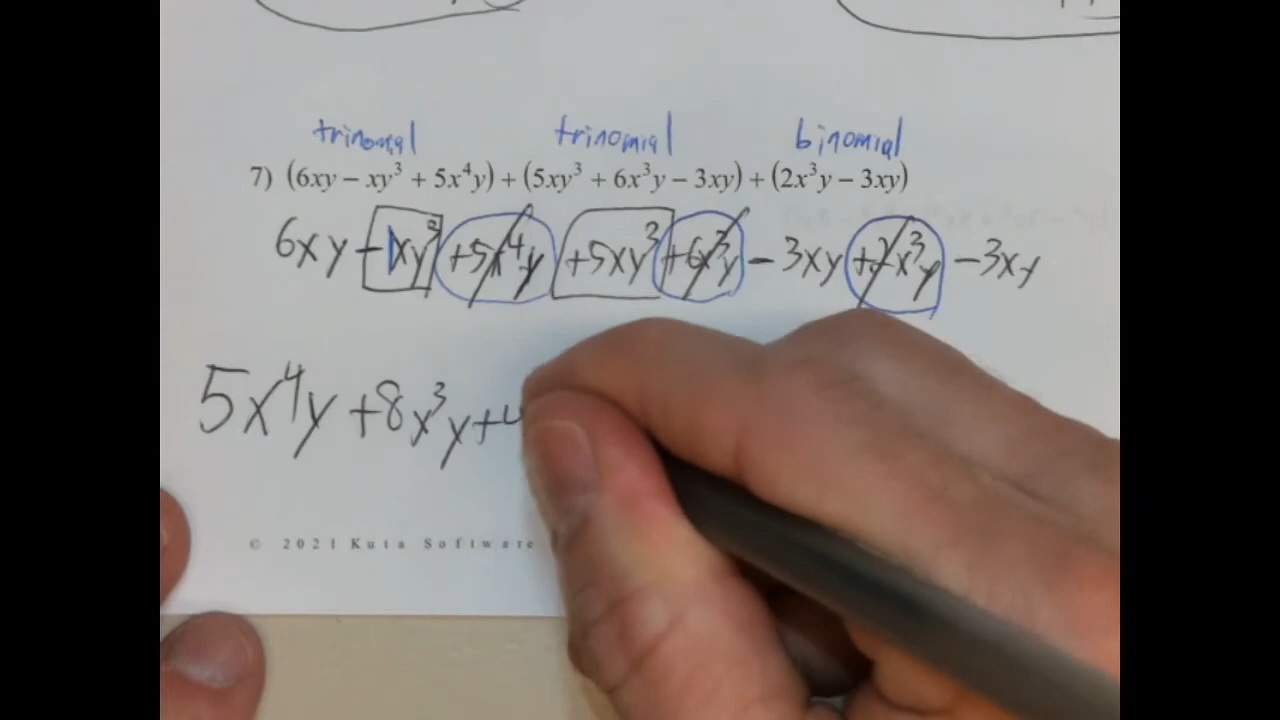 trinomial trinomial binomial
7) (6xy − xy³ + 5x⁴y) + (5xy³ + 6x³y − 3xy) + (2x³y − 3xy)
6xy −1xy³ +5x⁴y +5xy³ +6x³y − 3xy +2x³y −3xy
5x⁴y +8x³y +4
© 2021 Kuta Software